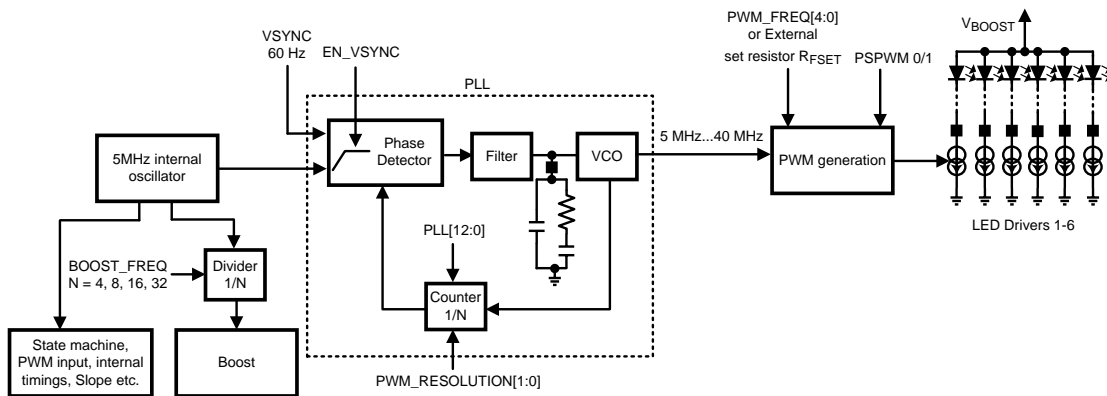 VSYNC
60 Hz
EN_VSYNC
PLL
5MHz internal
oscillator
Phase
Detector
Filter
VCO
5 MHz...40 MHz
PWM_FREQ[4:0]
or External
set resistor RFSET
PSPWM 0/1
PWM generation
VBOOST
LED Drivers 1-6
BOOST_FREQ
N = 4, 8, 16, 32
Divider
1/N
PLL[12:0]
Counter
1/N
PWM_RESOLUTION[1:0]
State machine,
PWM input, internal
timings, Slope etc.
Boost